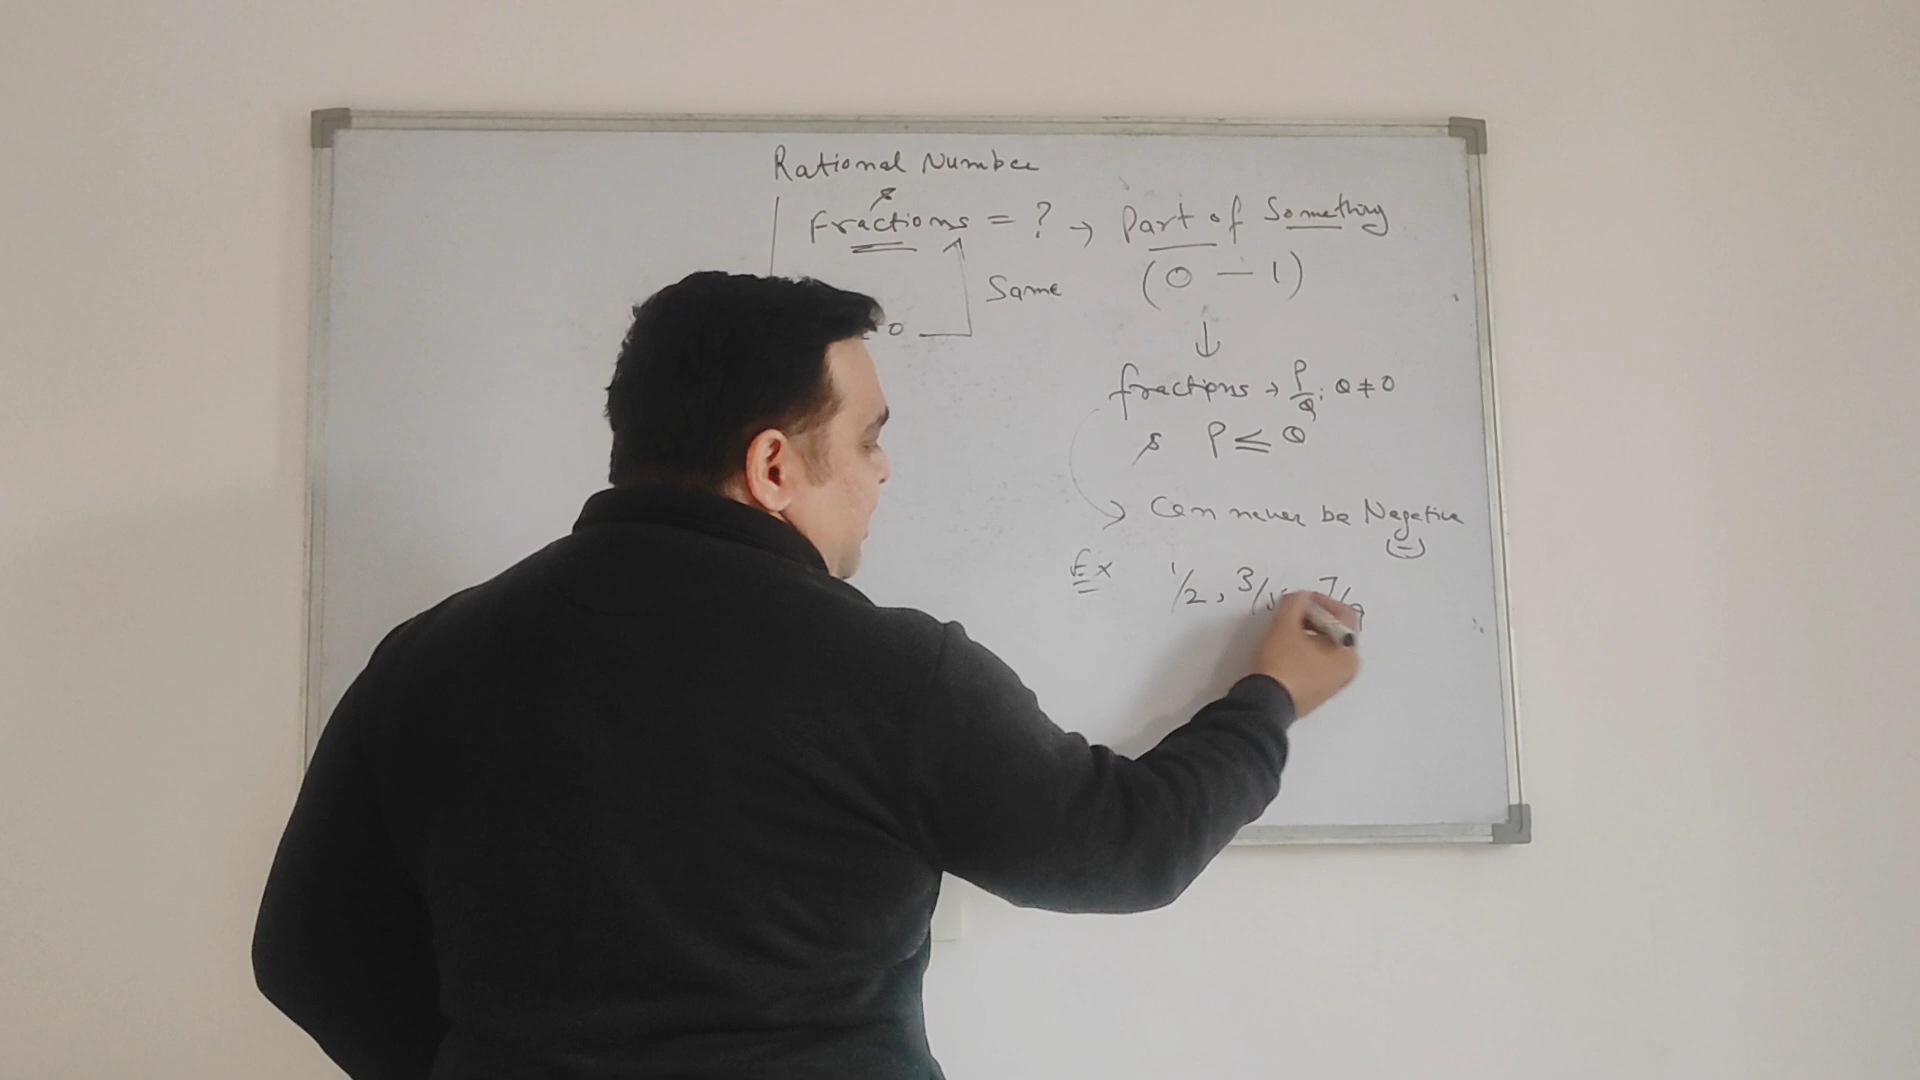 Rational Number
&
fractions = ? → Part of Something
(0 — 1)
Same
0
↓
fractions → P/Q; Q ≠ 0
& P ≤ Q
→ Can never be Negative
(-)
Ex 1/2, 3/ 7/9